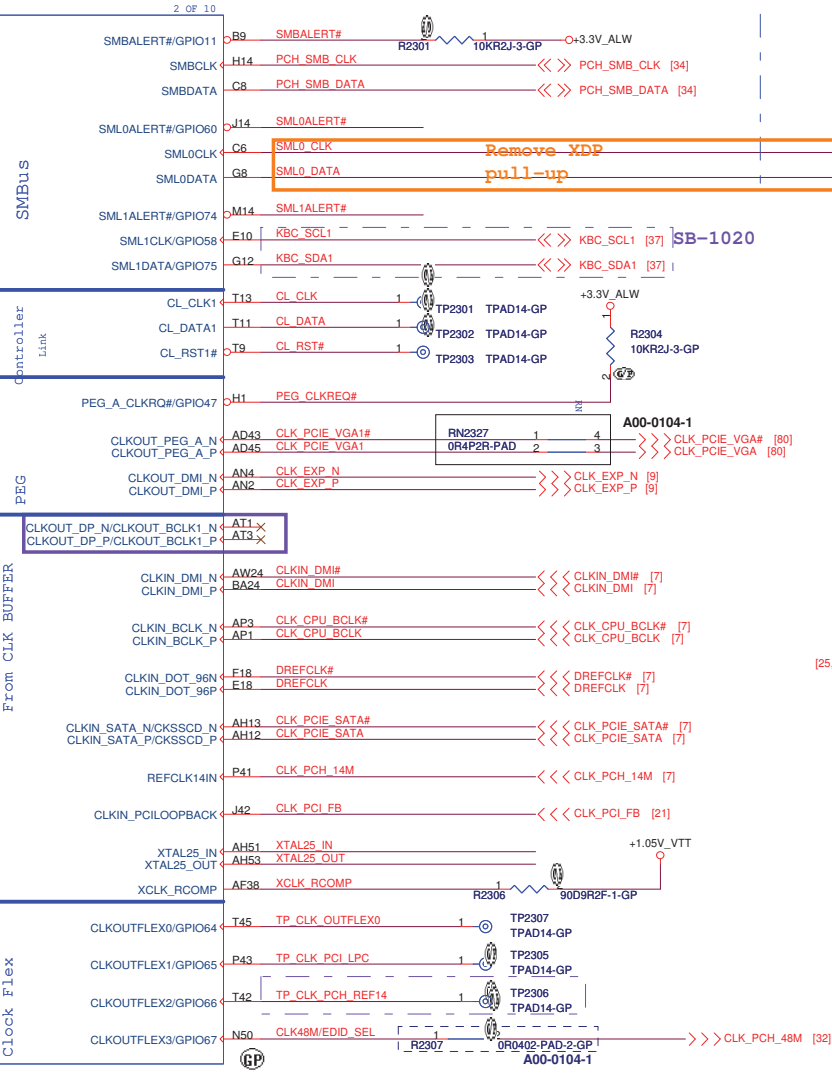 2 OF 10
SMBus
SMBALERT#/GPIO11 B9 SMBALERT# R2301 1 10KR2J-3-GP +3.3V_ALW
SMBCLK H14 PCH_SMB_CLK PCH_SMB_CLK [34]
SMBDATA C8 PCH_SMB_DATA PCH_SMB_DATA [34]
SML0ALERT#/GPIO60 J14 SML0ALERT#
SML0CLK C6 SML0_CLK
SML0DATA G8 SML0_DATA
Remove XDP
pull-up
SML1ALERT#/GPIO74 M14 SML1ALERT#
SML1CLK/GPIO58 E10 KBC_SCL1 KBC_SCL1 [37] SB-1020
SML1DATA/GPIO75 G12 KBC_SDA1 KBC_SDA1 [37]
Controller
Link
CL_CLK1 T13 CL_CLK 1 TP2301 TPAD14-GP
CL_DATA1 T11 CL_DATA 1 TP2302 TPAD14-GP
CL_RST1# T9 CL_RST# 1 TP2303 TPAD14-GP
+3.3V_ALW
1
R2304
10KR2J-3-GP
2 GP
PEG
PEG_A_CLKRQ#/GPIO47 H1 PEG_CLKREQ#
RN
A00-0104-1
CLKOUT_PEG_A_N AD43 CLK_PCIE_VGA1# RN2327 1 4 CLK_PCIE_VGA# [80]
CLKOUT_PEG_A_P AD45 CLK_PCIE_VGA1 0R4P2R-PAD 2 3 CLK_PCIE_VGA [80]
CLKOUT_DMI_N AN4 CLK_EXP_N CLK_EXP_N [9]
CLKOUT_DMI_P AN2 CLK_EXP_P CLK_EXP_P [9]
From CLK BUFFER
CLKOUT_DP_N/CLKOUT_BCLK1_N AT1
CLKOUT_DP_P/CLKOUT_BCLK1_P AT3
CLKIN_DMI_N AW24 CLKIN_DMI# CLKIN_DMI# [7]
CLKIN_DMI_P BA24 CLKIN_DMI CLKIN_DMI [7]
CLKIN_BCLK_N AP3 CLK_CPU_BCLK# CLK_CPU_BCLK# [7]
CLKIN_BCLK_P AP1 CLK_CPU_BCLK CLK_CPU_BCLK [7]
[25.
CLKIN_DOT_96N F18 DREFCLK# DREFCLK# [7]
CLKIN_DOT_96P E18 DREFCLK DREFCLK [7]
CLKIN_SATA_N/CKSSCD_N AH13 CLK_PCIE_SATA# CLK_PCIE_SATA# [7]
CLKIN_SATA_P/CKSSCD_P AH12 CLK_PCIE_SATA CLK_PCIE_SATA [7]
REFCLK14IN P41 CLK_PCH_14M CLK_PCH_14M [7]
CLKIN_PCILOOPBACK J42 CLK_PCI_FB CLK_PCI_FB [21]
XTAL25_IN AH51 XTAL25_IN
XTAL25_OUT AH53 XTAL25_OUT
+1.05V_VTT
XCLK_RCOMP AF38 XCLK_RCOMP R2306 1 90D9R2F-1-GP
Clock Flex
CLKOUTFLEX0/GPIO64 T45 TP_CLK_OUTFLEX0 1 TP2307
TPAD14-GP
CLKOUTFLEX1/GPIO65 P43 TP_CLK_PCI_LPC 1 TP2305
TPAD14-GP
CLKOUTFLEX2/GPIO66 T42 TP_CLK_PCH_REF14 1 TP2306
TPAD14-GP
CLKOUTFLEX3/GPIO67 N50 CLK48M/EDID_SEL R2307 1 2 0R0402-PAD-2-GP CLK_PCH_48M [32]
A00-0104-1
GP